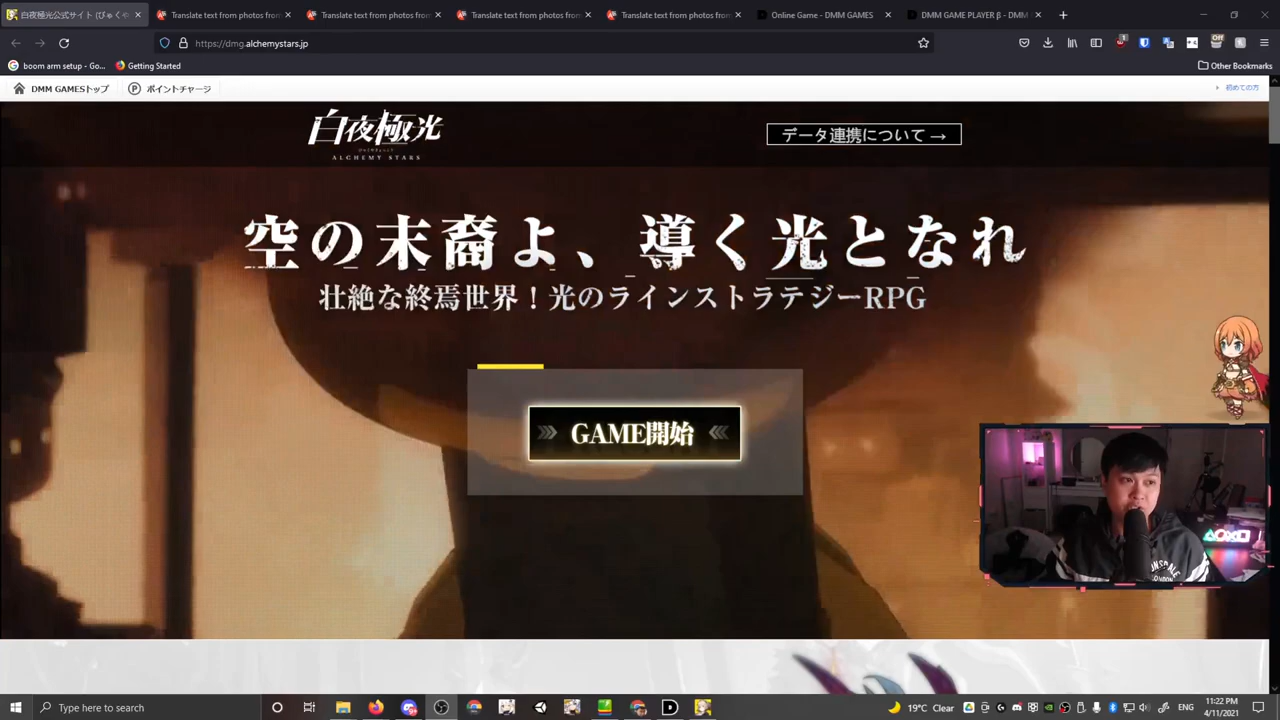 白夜極光公式サイト (びゃくや
Translate text from photos from
Translate text from photos from
Translate text from photos from
Translate text from photos from
Online Game - DMM GAMES
DMM GAME PLAYER β - DMM
https://dmg.alchemystars.jp
1
Off
boom arm setup - Go...
Getting Started
Other Bookmarks
DMM GAMESトップ
ポイントチャージ
初めての方
白夜極光
ALCHEMY STARS
データ連携について →
空の末裔よ、導く光となれ
壮絶な終焉世界！光のラインストラテジーRPG
GAME開始
Type here to search
19°C Clear
ENG
11:22 PM
4/11/2021